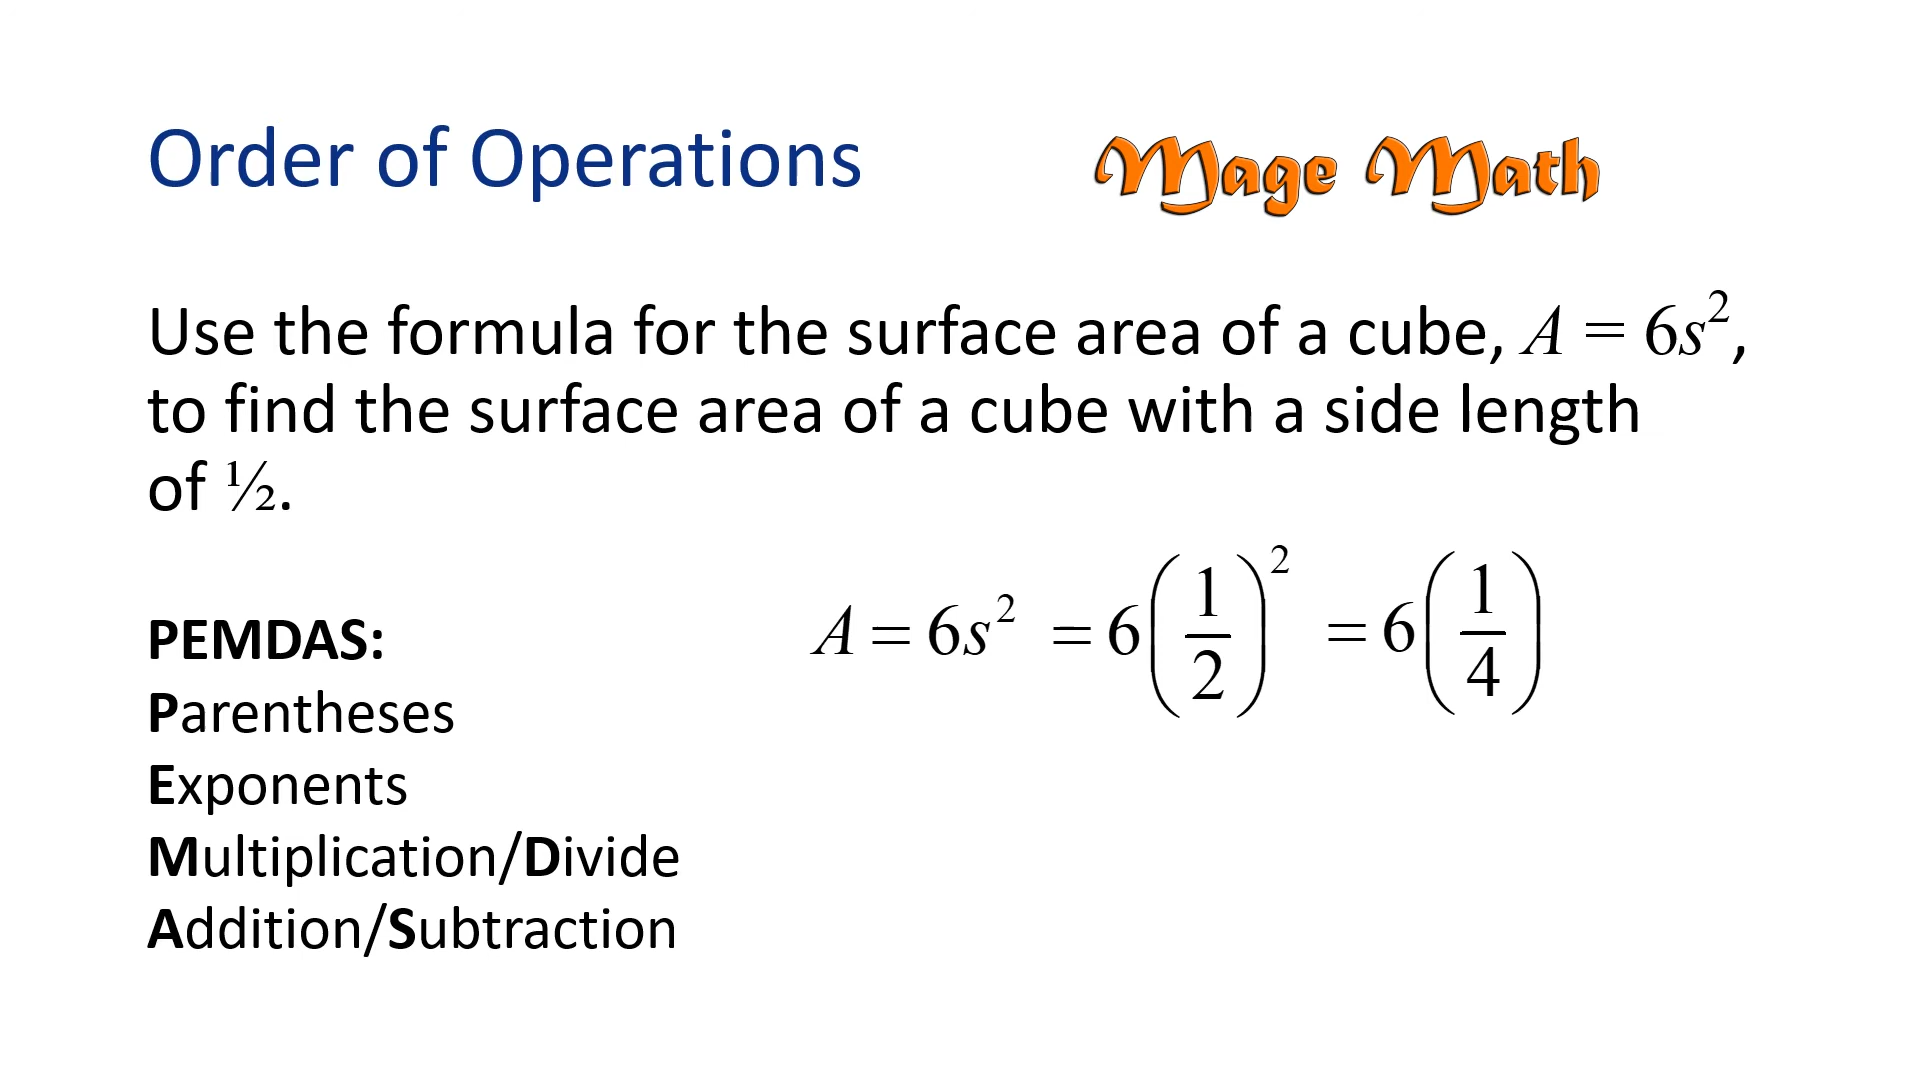 Order of Operations
Mage Math
Use the formula for the surface area of a cube, A = 6s²,
to find the surface area of a cube with a side length
of ½.
A = 6s² = 6(1/2)² = 6(1/4)
PEMDAS:
Parentheses
Exponents
Multiplication/Divide
Addition/Subtraction